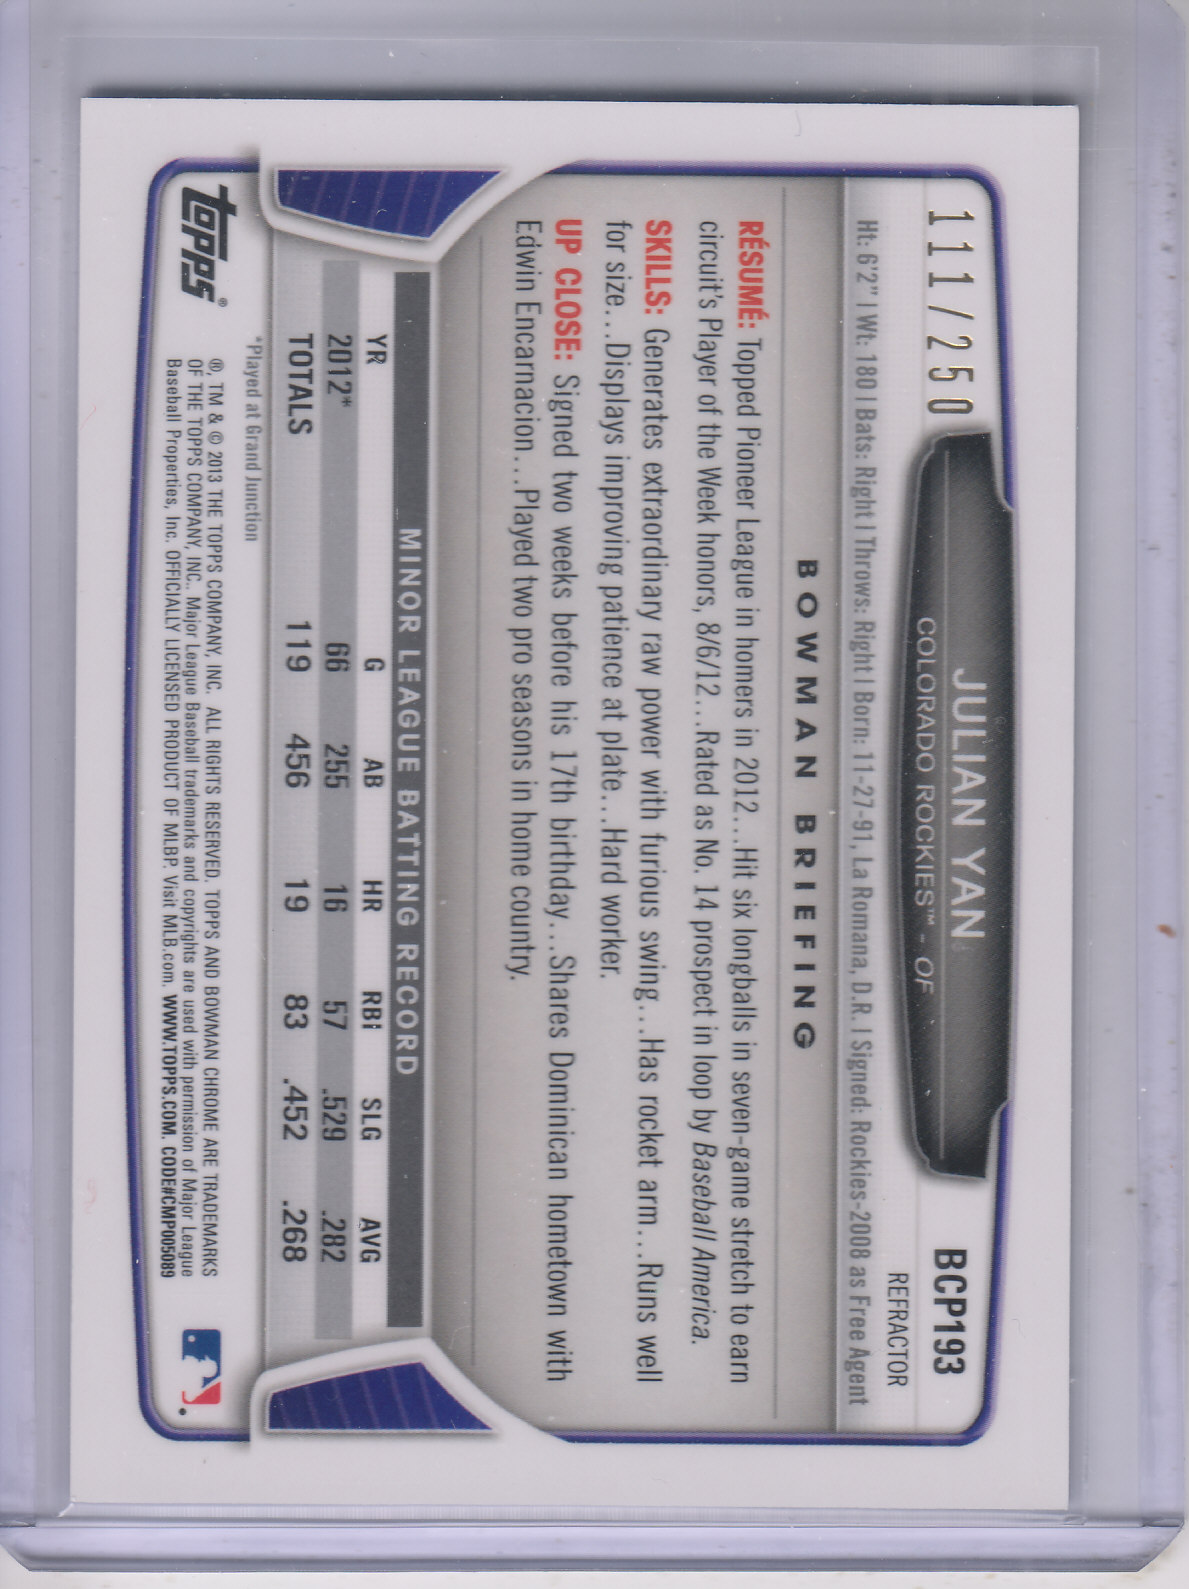 111/250
JULIAN YAN
COLORADO ROCKIES™ - OF
BCP193
REFRACTOR
Ht: 6'2" | Wt: 180 | Bats: Right | Throws: Right | Born: 11-27-91, La Romana, D.R. | Signed: Rockies-2008 as Free Agent
BOWMAN BRIEFING
RÉSUMÉ: Topped Pioneer League in homers in 2012...Hit six longballs in seven-game stretch to earn
circuit's Player of the Week honors, 8/6/12...Rated as No. 14 prospect in loop by Baseball America.
SKILLS: Generates extraordinary raw power with furious swing...Has rocket arm...Runs well
for size...Displays improving patience at plate...Hard worker.
UP CLOSE: Signed two weeks before his 17th birthday...Shares Dominican hometown with
Edwin Encarnacion...Played two pro seasons in home country.
MINOR LEAGUE BATTING RECORD
YR G AB HR RBI SLG AVG
2012* 66 255 16 57 .529 .282
TOTALS 119 456 19 83 .452 .268
*Played at Grand Junction
topps®
® TM & © 2013 THE TOPPS COMPANY, INC. ALL RIGHTS RESERVED. TOPPS AND BOWMAN CHROME ARE TRADEMARKS
OF THE TOPPS COMPANY, INC.. Major League Baseball trademarks and copyrights are used with permission of Major League
Baseball Properties, Inc. OFFICIALLY LICENSED PRODUCT OF MLBP. Visit MLB.com. WWW.TOPPS.COM. CODE#CMP005089